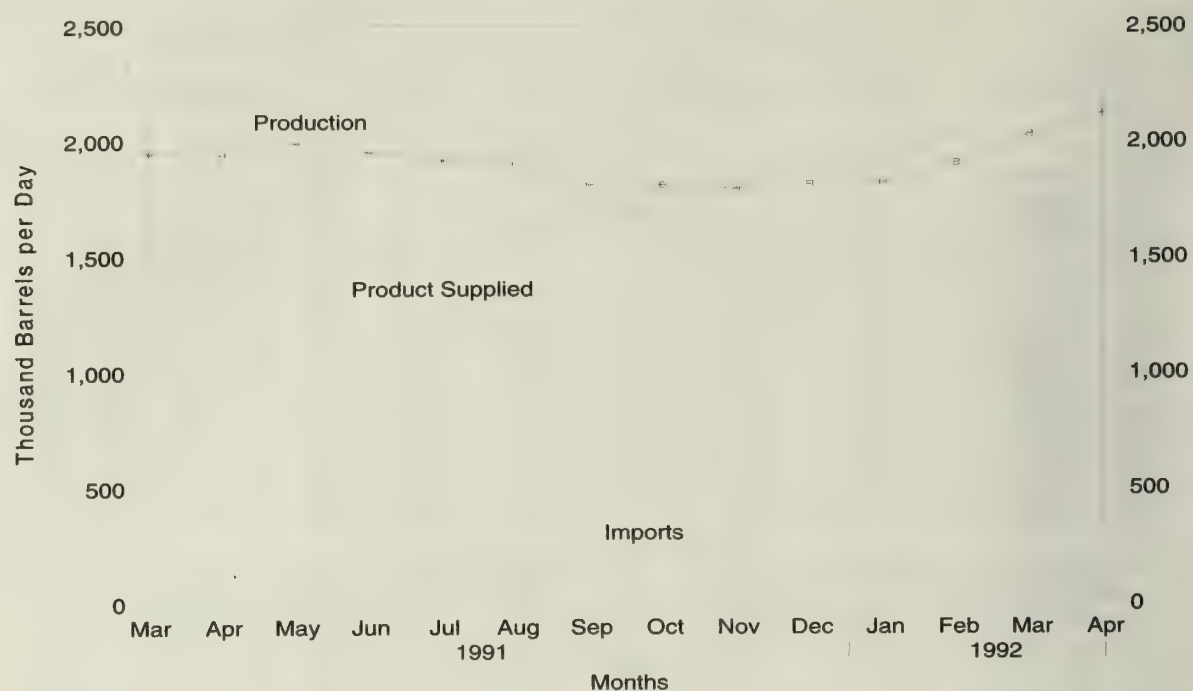 2,500 2,500
Production
2,000 2,000
Thousand Barrels per Day
1,500 1,500
Product Supplied
1,000 1,000
500 500
Imports
0 0
Mar Apr May Jun Jul Aug Sep Oct Nov Dec Jan Feb Mar Apr
1991 1992
Months